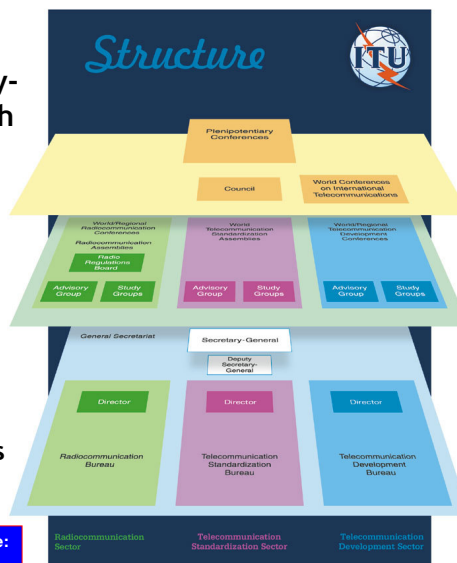 Structure
ITU
y-
h
Plenipotentiary
Conferences
Council
World Conferences
on International
Telecommunications
World/Regional
Radiocommunication
Conferences
Radiocommunication
Assemblies
Radio
Regulations
Board
Advisory
Group
Study
Groups
World
Telecommunication
Standardization
Assemblies
Advisory
Group
Study
Groups
World/Regional
Telecommunication
Development
Conferences
Advisory
Group
Study
Groups
General Secretariat
Secretary-General
Deputy
Secretary-
General
Director
Radiocommunication
Bureau
Director
Telecommunication
Standardization
Bureau
Director
Telecommunication
Development
Bureau
s
e:
Radiocommunication
Sector
Telecommunication
Standardization Sector
Telecommunication
Development Sector